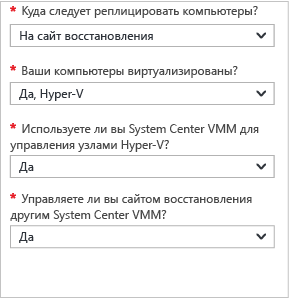 * Куда следует реплицировать компьютеры?
На сайт восстановления
* Ваши компьютеры виртуализированы?
Да, Hyper-V
* Используете ли вы System Center VMM для
управления узлами Hyper-V?
Да
* Управляете ли вы сайтом восстановления
другим System Center VMM?
Да